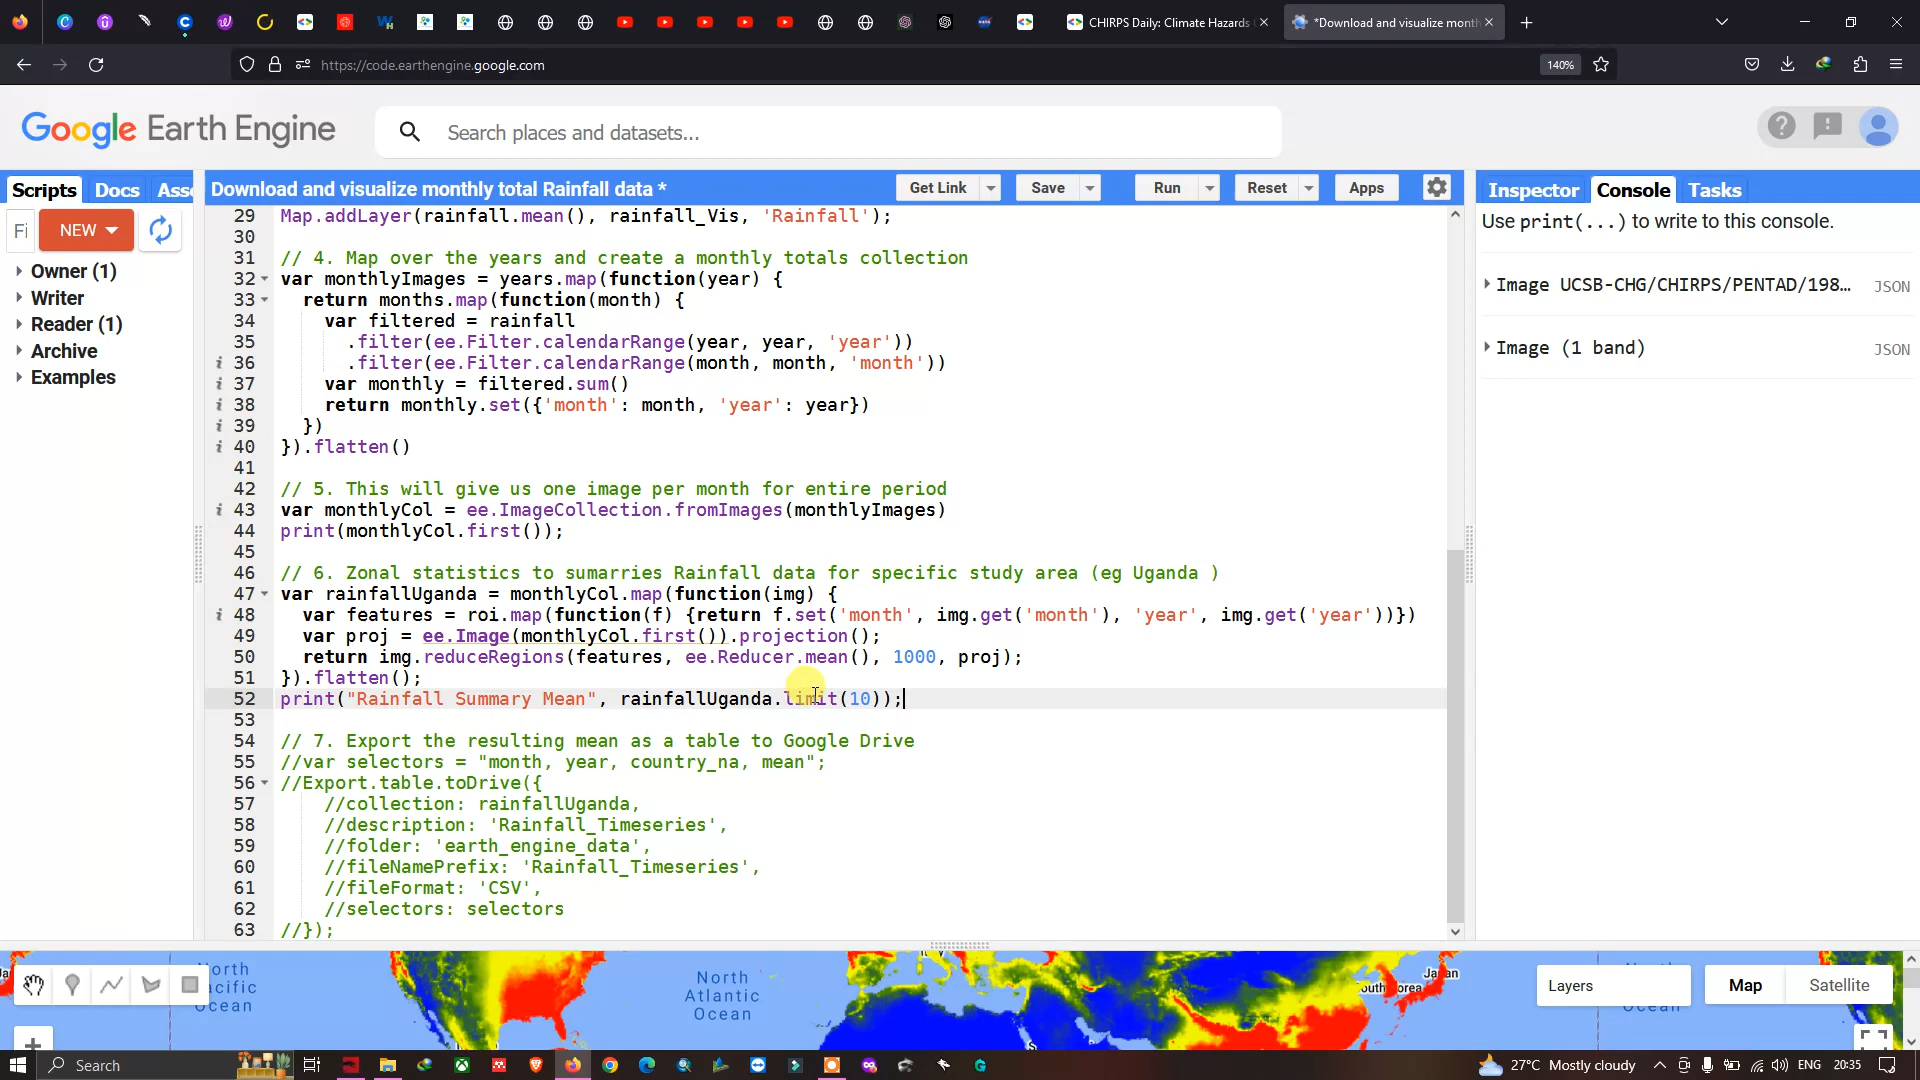 CHIRPS Daily: Climate Hazards
*Download and visualize month
https://code.earthengine.google.com
140%
Google Earth Engine
Search places and datasets...
Scripts
Docs
Asse
Download and visualize monthly total Rainfall data *
Get Link
Save
Run
Reset
Apps
Inspector
Console
Tasks
Fi
NEW
Owner (1)
Writer
Reader (1)
Archive
Examples
29 Map.addLayer(rainfall.mean(), rainfall_Vis, 'Rainfall');
30
31 // 4. Map over the years and create a monthly totals collection
32 var monthlyImages = years.map(function(year) {
33 return months.map(function(month) {
34 var filtered = rainfall
35 .filter(ee.Filter.calendarRange(year, year, 'year'))
36 .filter(ee.Filter.calendarRange(month, month, 'month'))
37 var monthly = filtered.sum()
38 return monthly.set({'month': month, 'year': year})
39 })
40 }).flatten()
41
42 // 5. This will give us one image per month for entire period
43 var monthlyCol = ee.ImageCollection.fromImages(monthlyImages)
44 print(monthlyCol.first());
45
46 // 6. Zonal statistics to sumarries Rainfall data for specific study area (eg Uganda )
47 var rainfallUganda = monthlyCol.map(function(img) {
48 var features = roi.map(function(f) {return f.set('month', img.get('month'), 'year', img.get('year'))})
49 var proj = ee.Image(monthlyCol.first()).projection();
50 return img.reduceRegions(features, ee.Reducer.mean(), 1000, proj);
51 }).flatten();
52 print("Rainfall Summary Mean", rainfallUganda.limit(10));
53
54 // 7. Export the resulting mean as a table to Google Drive
55 //var selectors = "month, year, country_na, mean";
56 //Export.table.toDrive({
57 //collection: rainfallUganda,
58 //description: 'Rainfall_Timeseries',
59 //folder: 'earth_engine_data',
60 //fileNamePrefix: 'Rainfall_Timeseries',
61 //fileFormat: 'CSV',
62 //selectors: selectors
63 //});
Use print(...) to write to this console.
Image UCSB-CHG/CHIRPS/PENTAD/198... JSON
Image (1 band) JSON
North
Pacific
Ocean
North
Atlantic
Ocean
Italy
Japan
South Korea
Layers
Map
Satellite
Search
27°C Mostly cloudy
ENG
20:35